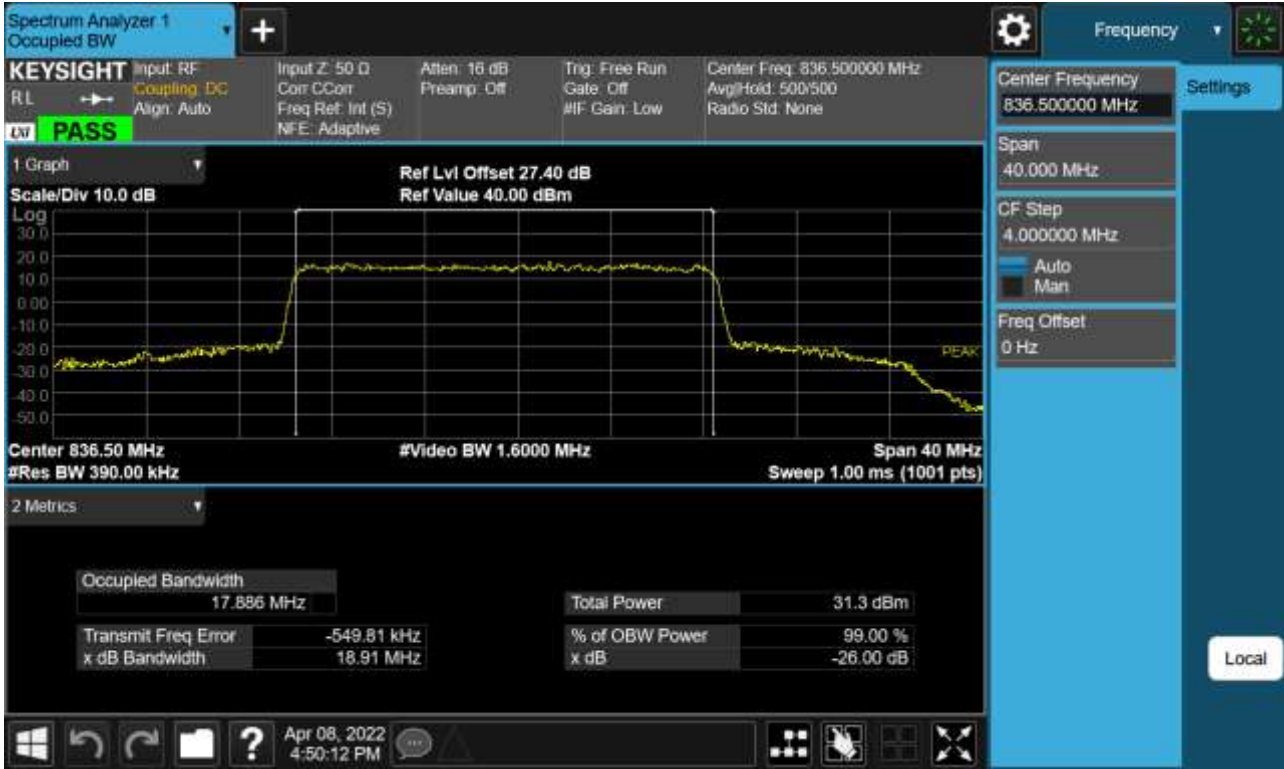 Spectrum Analyzer 1
Occupied BW
Frequency
KEYSIGHT
RL
LXI
PASS
Input: RF
Coupling: DC
Align: Auto
Input Z: 50 Ω
Corr CCorr
Freq Ref: Int (S)
NFE: Adaptive
Atten: 16 dB
Preamp: Off
Trig: Free Run
Gate: Off
#IF Gain: Low
Center Freq: 836.500000 MHz
Avg|Hold: 500/500
Radio Std: None
Center Frequency
836.500000 MHz
Settings
Span
40.000 MHz
CF Step
4.000000 MHz
Auto
Man
Freq Offset
0 Hz
Local
1 Graph
Scale/Div 10.0 dB
Ref Lvl Offset 27.40 dB
Ref Value 40.00 dBm
Log
30.0
20.0
10.0
0.00
-10.0
-20.0
-30.0
-40.0
-50.0
PEAK
Center 836.50 MHz
#Video BW 1.6000 MHz
Span 40 MHz
#Res BW 390.00 kHz
Sweep 1.00 ms (1001 pts)
2 Metrics
Occupied Bandwidth
17.886 MHz
Total Power 31.3 dBm
Transmit Freq Error -549.81 kHz
% of OBW Power 99.00 %
x dB Bandwidth 18.91 MHz
x dB -26.00 dB
?
Apr 08, 2022
4:50:12 PM